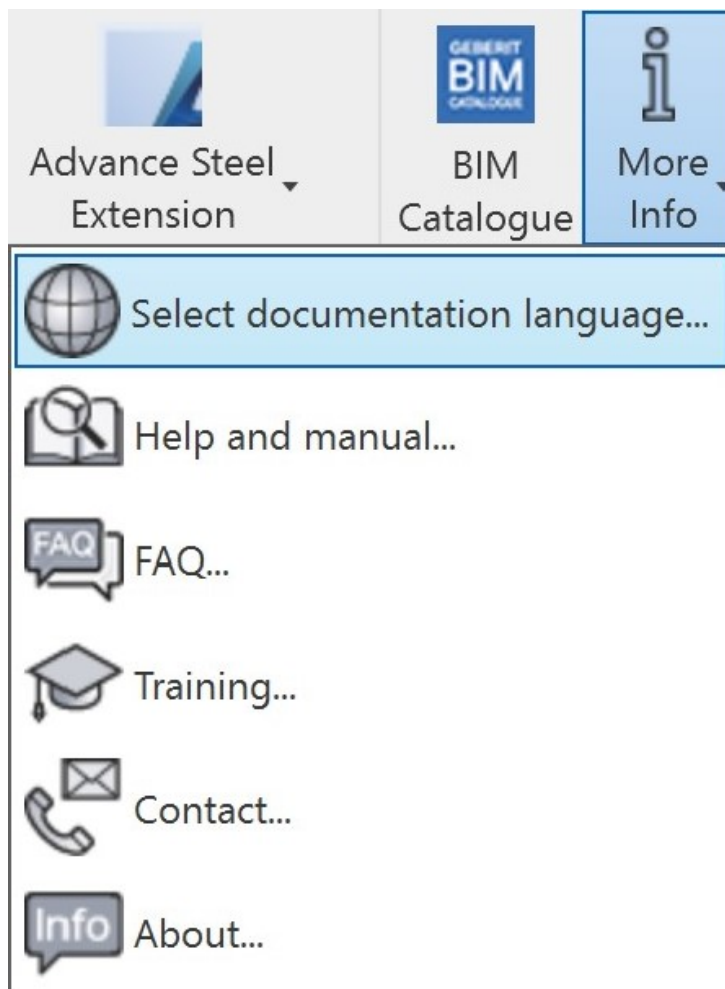 GEBERIT
BIM
CATALOGUE
Advance Steel
Extension
BIM
Catalogue
More
Info
Select documentation language...
Help and manual...
FAQ
FAQ...
Training...
Contact...
Info
About...